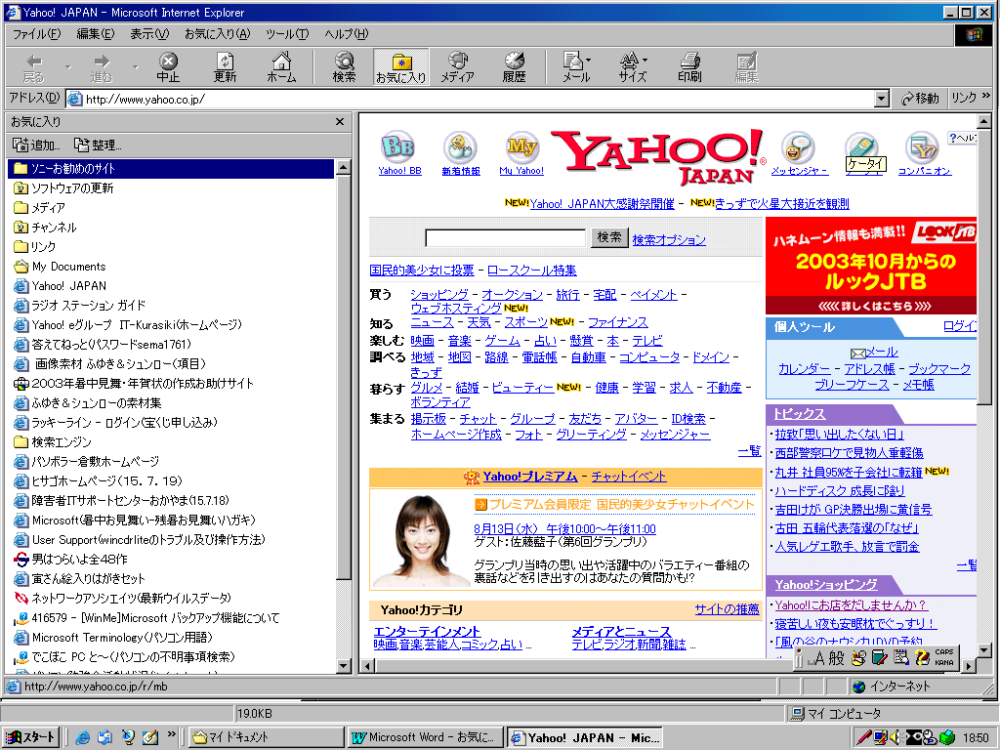 Yahoo! JAPAN - Microsoft Internet Explorer
ファイル(F) 編集(E) 表示(V) お気に入り(A) ツール(T) ヘルプ(H)
戻る 進む 中止 更新 ホーム 検索 お気に入り メディア 履歴 メール サイズ 印刷 編集
アドレス(D) http://www.yahoo.co.jp/ 移動 リンク »
お気に入り
追加... 整理...
ソニーお勧めのサイト
ソフトウェアの更新
メディア
チャンネル
リンク
My Documents
Yahoo! JAPAN
ラジオ ステーション ガイド
Yahoo! eグループ IT-Kurasiki(ホームページ)
答えてねっと(パスワードsema1761)
画像素材 ふゆき＆シュンロー(項目)
2003年暑中見舞・年賀状の作成お助けサイト
ふゆき＆シュンローの素材集
ラッキーライン - ログイン(宝くじ申し込み)
検索エンジン
パソボラー倉敷ホームページ
ヒサゴホームページ(15.7.19)
障害者ITサポートセンターおかやま(15.7.18)
Microsoft(暑中お見舞い-残暑お見舞いハガキ)
User Support(wincdrliteのトラブル及び操作方法)
男はつらいよ全48作
寅さん絵入りはがきセット
ネットワークアソシエイツ(最新ウイルスデータ)
416579 - [WinMe]Microsoft バックアップ機能について
Microsoft Terminology(パソコン用語)
でこぽこ PC と～(パソコンの不明事項検索)
Yahoo! BB 新着情報 My Yahoo! YAHOO! JAPAN メッセンジャー ケータイ コンパニオン ?ヘル
NEW! Yahoo! JAPAN大感謝祭開催 - NEW! きっずで火星大接近を観測
検索 検索オプション
国民的美少女に投票 - ロースクール特集
買う ショッピング - オークション - 旅行 - 宅配 - ペイメント -
ウェブホスティング NEW!
知る ニュース - 天気 - スポーツ NEW! - ファイナンス
楽しむ 映画 - 音楽 - ゲーム - 占い - 懸賞 - 本 - テレビ
調べる 地域 - 地図 - 路線 - 電話帳 - 自動車 - コンピュータ - ドメイン -
きっず
暮らす グルメ - 結婚 - ビューティー NEW! - 健康 - 学習 - 求人 - 不動産 -
ボランティア
集まる 掲示板 - チャット - グループ - 友だち - アバター - ID検索 -
ホームページ作成 - フォト - グリーティング - メッセンジャー
一覧
Yahoo!プレミアム - チャットイベント
プレミアム会員限定 国民的美少女チャットイベント
8月13日(水) 午後10:00～午後11:00
ゲスト:佐藤藍子(第6回グランプリ)
グランプリ当時の思い出や活躍中のバラエティー番組の
裏話などを引き出すのはあなたの質問かも!?
Yahoo!カテゴリ サイトの推薦
エンターテインメント メディアとニュース
映画,音楽,芸能人,コミック,占い... テレビ,ラジオ,新聞,雑誌...
ハネムーン情報も満載!! LOOK JTB
2003年10月からの
ルックJTB
《《《詳しくはこちら》》》
個人ツール ログイン
メール
カレンダー - アドレス帳 - ブックマーク
ブリーフケース - メモ帳
トピックス
・拉致「思い出したくない日」
・西部警察ロケで見物人重軽傷
・丸井 社員95%を子会社に転籍 NEW!
・ハードディスク 成長に陰り
・吉田けが GP決勝出場に黄信号
・古田 五輪代表落選の「なぜ」
・人気レゲエ歌手、放言で罰金
一覧
Yahoo!ショッピング
・Yahoo!にお店をだしませんか？
・寝苦しい夜も安眠枕でぐっすり！
・「風の谷のナウシカ」DVD予約
A 般 CAPS
KANA
http://www.yahoo.co.jp/r/mb インターネット
19.0KB マイ コンピュータ
スタート » マイ ドキュメント Microsoft Word - お気に... Yahoo! JAPAN - Mic... 18:50